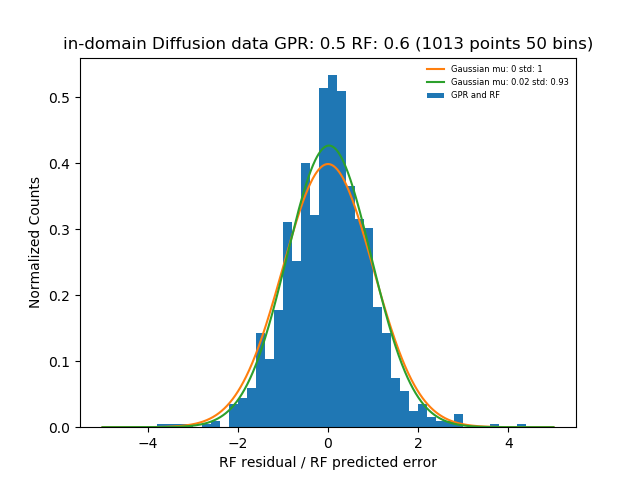 in-domain Diffusion data GPR: 0.5 RF: 0.6 (1013 points 50 bins)
Gaussian mu: 0 std: 1
Gaussian mu: 0.02 std: 0.93
GPR and RF
Normalized Counts
0.5
0.4
0.3
0.2
0.1
0.0
−4
−2
0
2
4
RF residual / RF predicted error